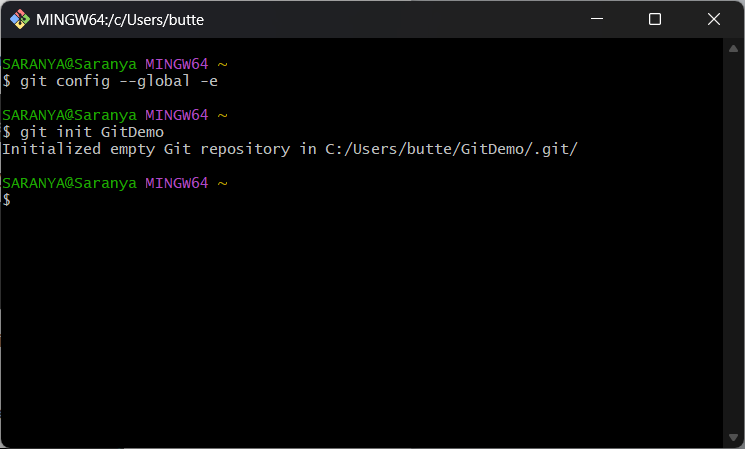 MINGW64:/c/Users/butte
SARANYA@Saranya MINGW64 ~
$ git config --global -e
SARANYA@Saranya MINGW64 ~
$ git init GitDemo
Initialized empty Git repository in C:/Users/butte/GitDemo/.git/
SARANYA@Saranya MINGW64 ~
$